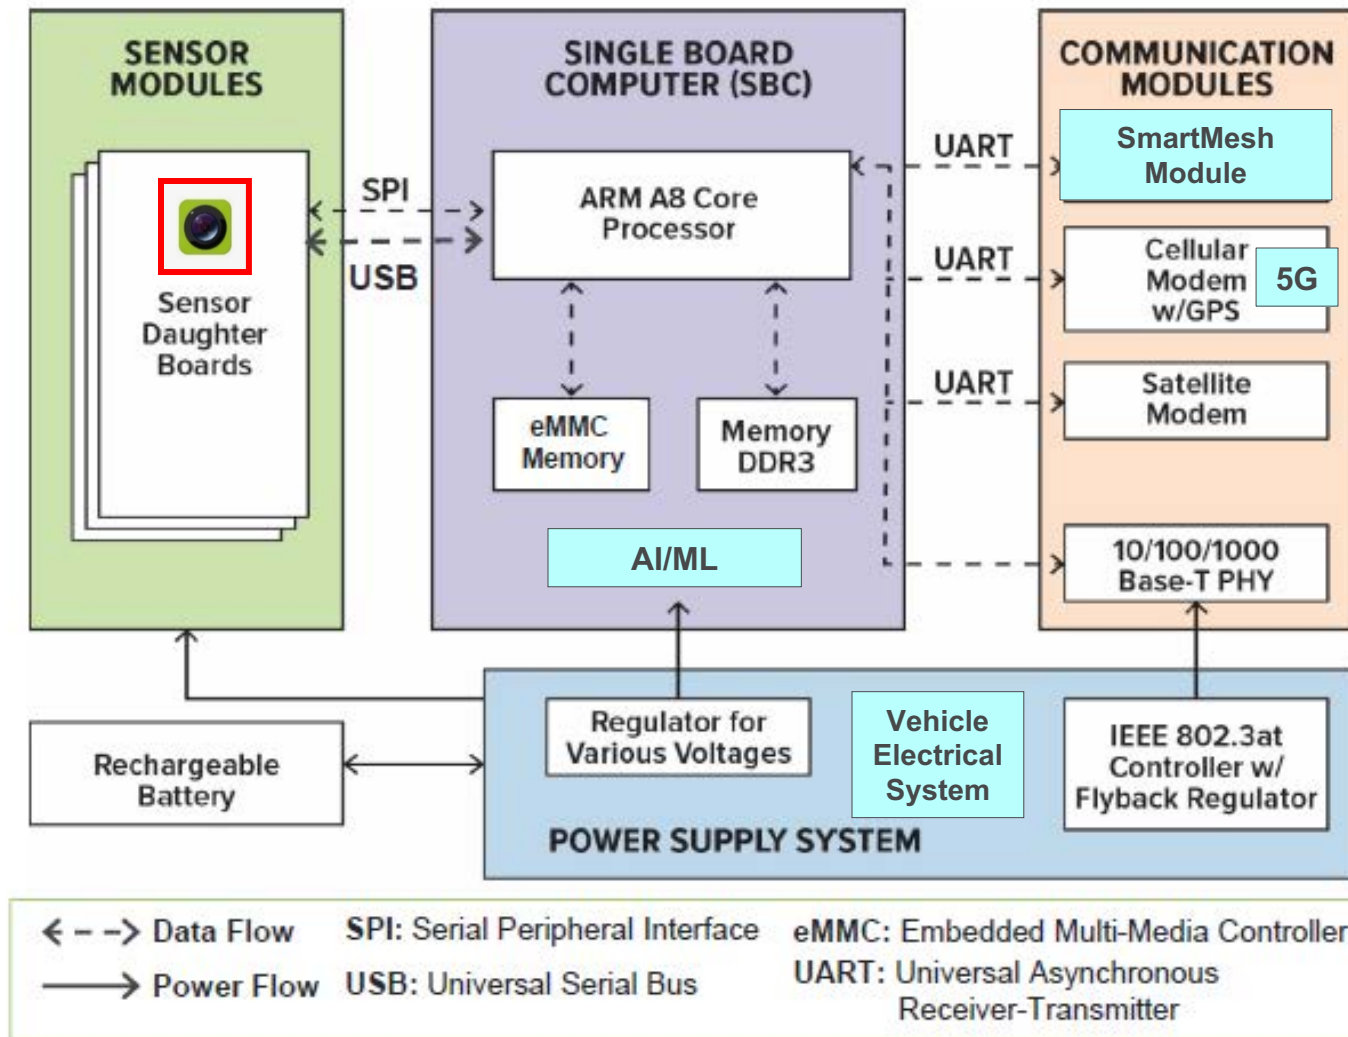 SENSOR
MODULES
Sensor
Daughter
Boards
SPI
USB
SINGLE BOARD
COMPUTER (SBC)
ARM A8 Core
Processor
eMMC
Memory
Memory
DDR3
AI/ML
UART
UART
UART
COMMUNICATION
MODULES
SmartMesh
Module
Cellular
Modem
w/GPS
5G
Satellite
Modem
10/100/1000
Base-T PHY
Rechargeable
Battery
Regulator for
Various Voltages
Vehicle
Electrical
System
IEEE 802.3at
Controller w/
Flyback Regulator
POWER SUPPLY SYSTEM
Data Flow
Power Flow
SPI: Serial Peripheral Interface
USB: Universal Serial Bus
eMMC: Embedded Multi-Media Controller
UART: Universal Asynchronous
Receiver-Transmitter